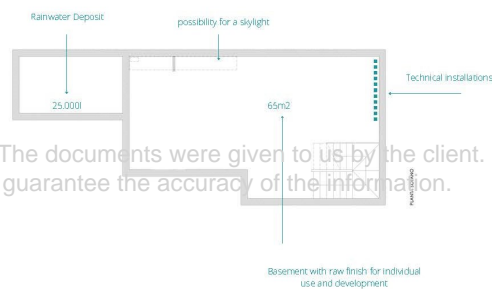 Rainwater Deposit
possibility for a skylight
Technical installations
25.000l
65m2
The documents were given to us by the client.
guarantee the accuracy of the information.
Basement with raw finish for individual
use and development